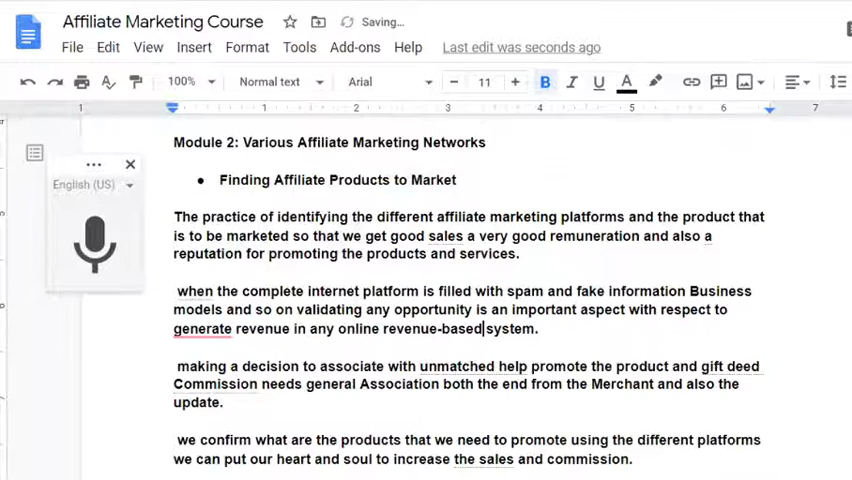 Affiliate Marketing Course Saving...
File Edit View Insert Format Tools Add-ons Help Last edit was seconds ago
100% Normal text Arial − 11 + B I U A
1 1 2 3 4 5 6 7
Module 2: Various Affiliate Marketing Networks
English (US)
● Finding Affiliate Products to Market
The practice of identifying the different affiliate marketing platforms and the product that
is to be marketed so that we get good sales a very good remuneration and also a
reputation for promoting the products and services.
when the complete internet platform is filled with spam and fake information Business
models and so on validating any opportunity is an important aspect with respect to
generate revenue in any online revenue-based system.
making a decision to associate with unmatched help promote the product and gift deed
Commission needs general Association both the end from the Merchant and also the
update.
we confirm what are the products that we need to promote using the different platforms
we can put our heart and soul to increase the sales and commission.